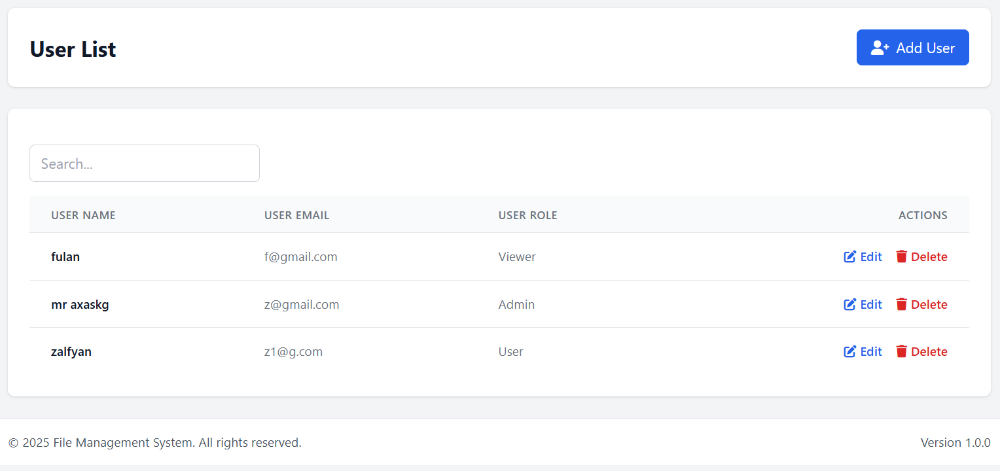 User List
Add User
Search...
USER NAME USER EMAIL USER ROLE ACTIONS
fulan f@gmail.com Viewer Edit Delete
mr axaskg z@gmail.com Admin Edit Delete
zalfyan z1@g.com User Edit Delete
© 2025 File Management System. All rights reserved. Version 1.0.0